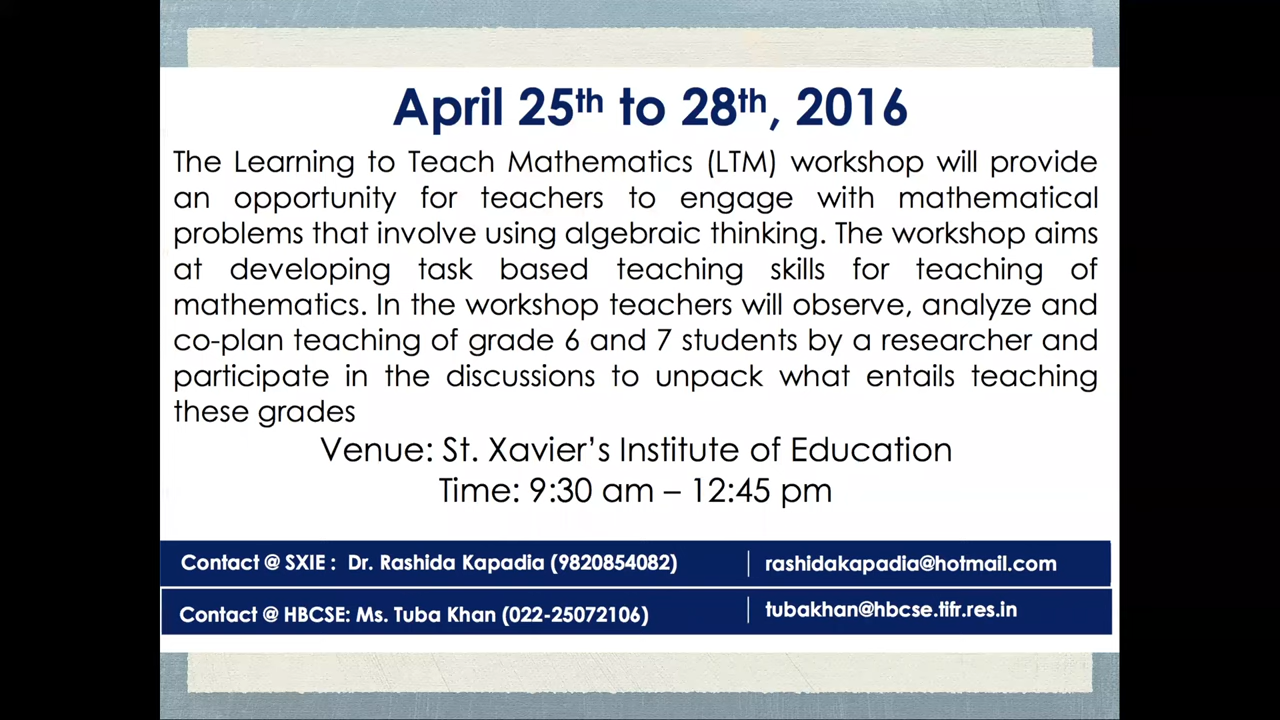 April 25th to 28th, 2016
The Learning to Teach Mathematics (LTM) workshop will provide
an opportunity for teachers to engage with mathematical
problems that involve using algebraic thinking. The workshop aims
at developing task based teaching skills for teaching of
mathematics. In the workshop teachers will observe, analyze and
co-plan teaching of grade 6 and 7 students by a researcher and
participate in the discussions to unpack what entails teaching
these grades
Venue: St. Xavier’s Institute of Education
Time: 9:30 am – 12:45 pm
Contact @ SXIE : Dr. Rashida Kapadia (9820854082) | rashidakapadia@hotmail.com
Contact @ HBCSE: Ms. Tuba Khan (022-25072106) | tubakhan@hbcse.tifr.res.in